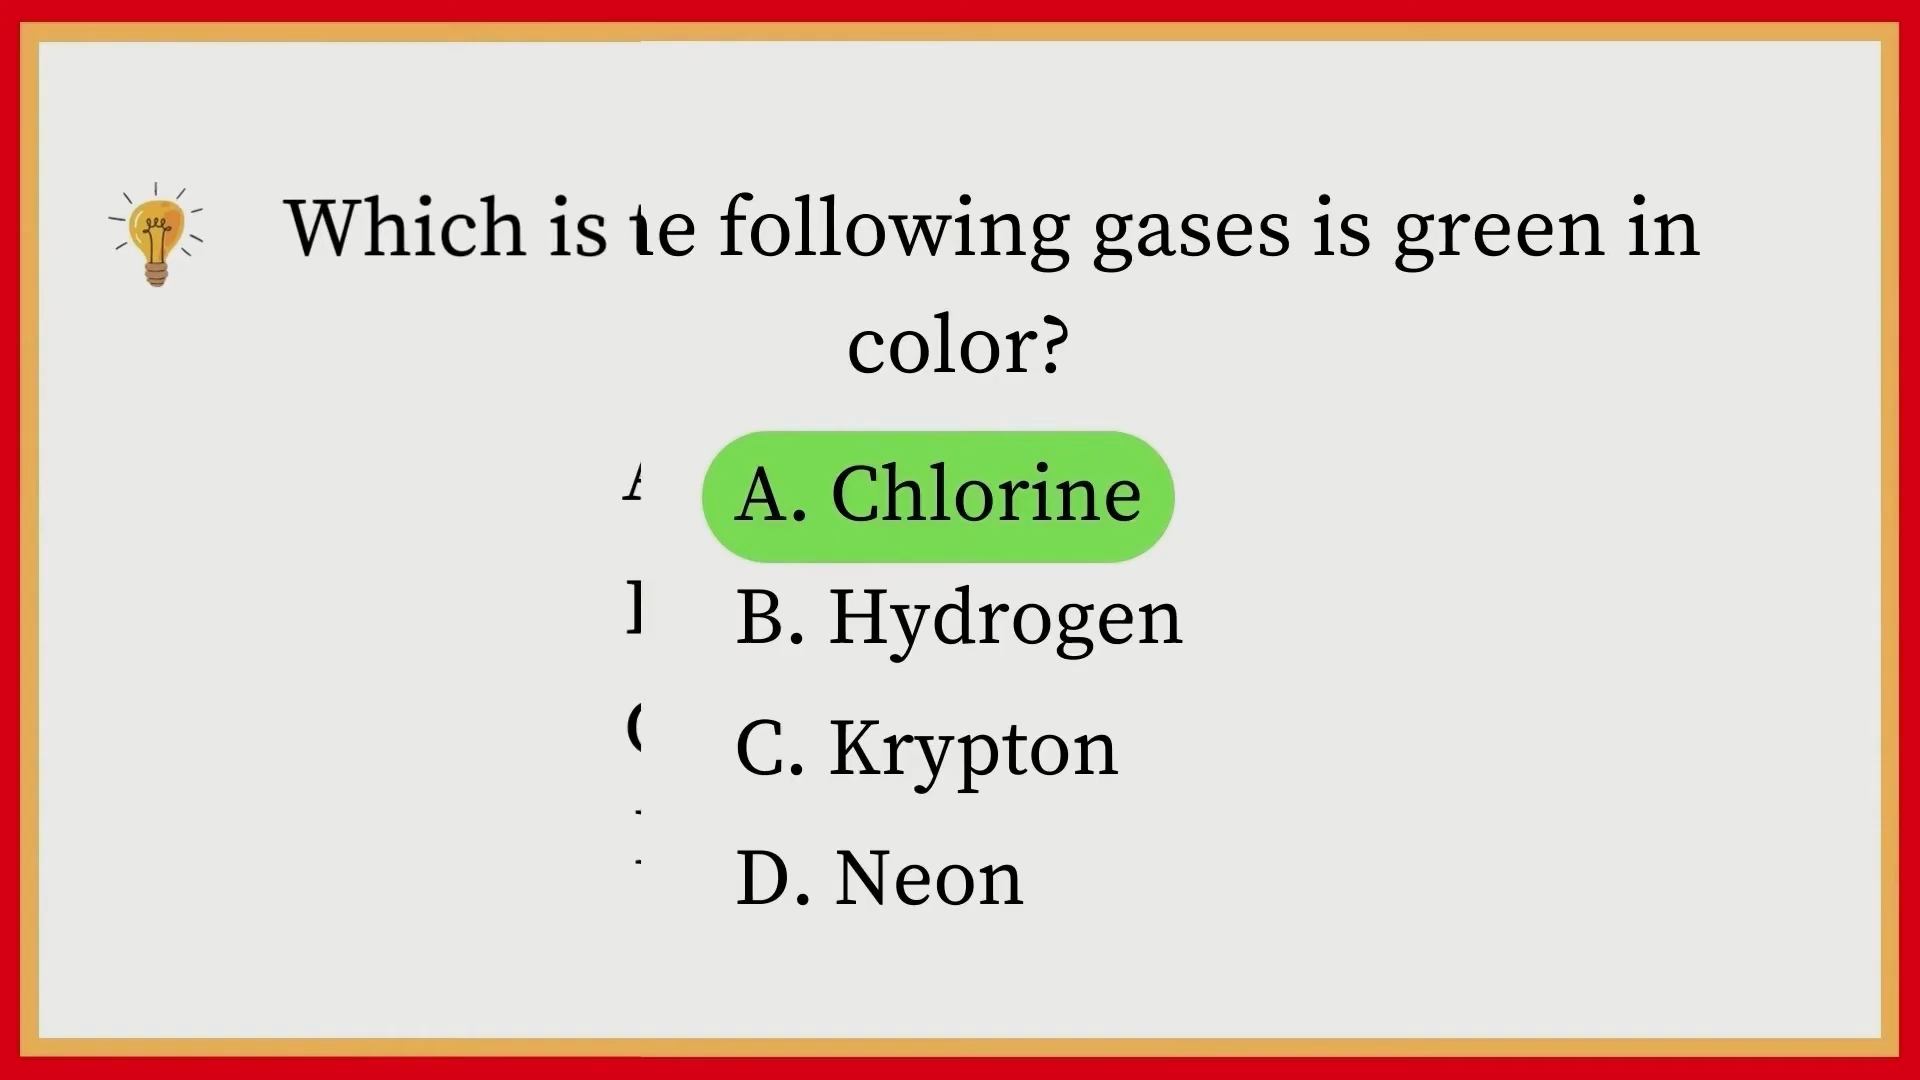 Which is te following gases is green in
color?
A. Chlorine
B. Hydrogen
C. Krypton
D. Neon